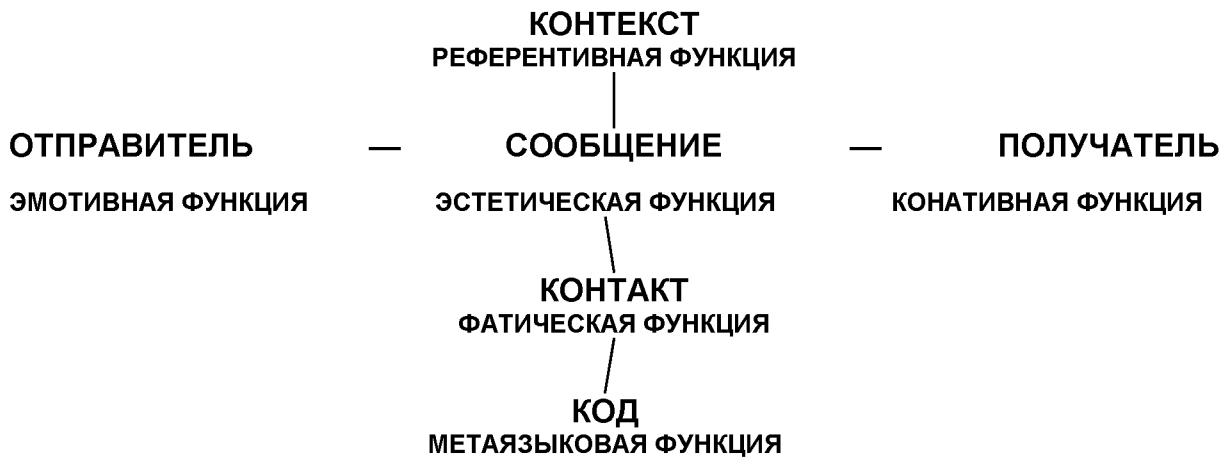 КОНТЕКСТ
РЕФЕРЕНТИВНАЯ ФУНКЦИЯ
ОТПРАВИТЕЛЬ — СООБЩЕНИЕ — ПОЛУЧАТЕЛЬ
ЭМОТИВНАЯ ФУНКЦИЯ ЭСТЕТИЧЕСКАЯ ФУНКЦИЯ КОНАТИВНАЯ ФУНКЦИЯ
КОНТАКТ
ФАТИЧЕСКАЯ ФУНКЦИЯ
КОД
МЕТАЯЗЫКОВАЯ ФУНКЦИЯ